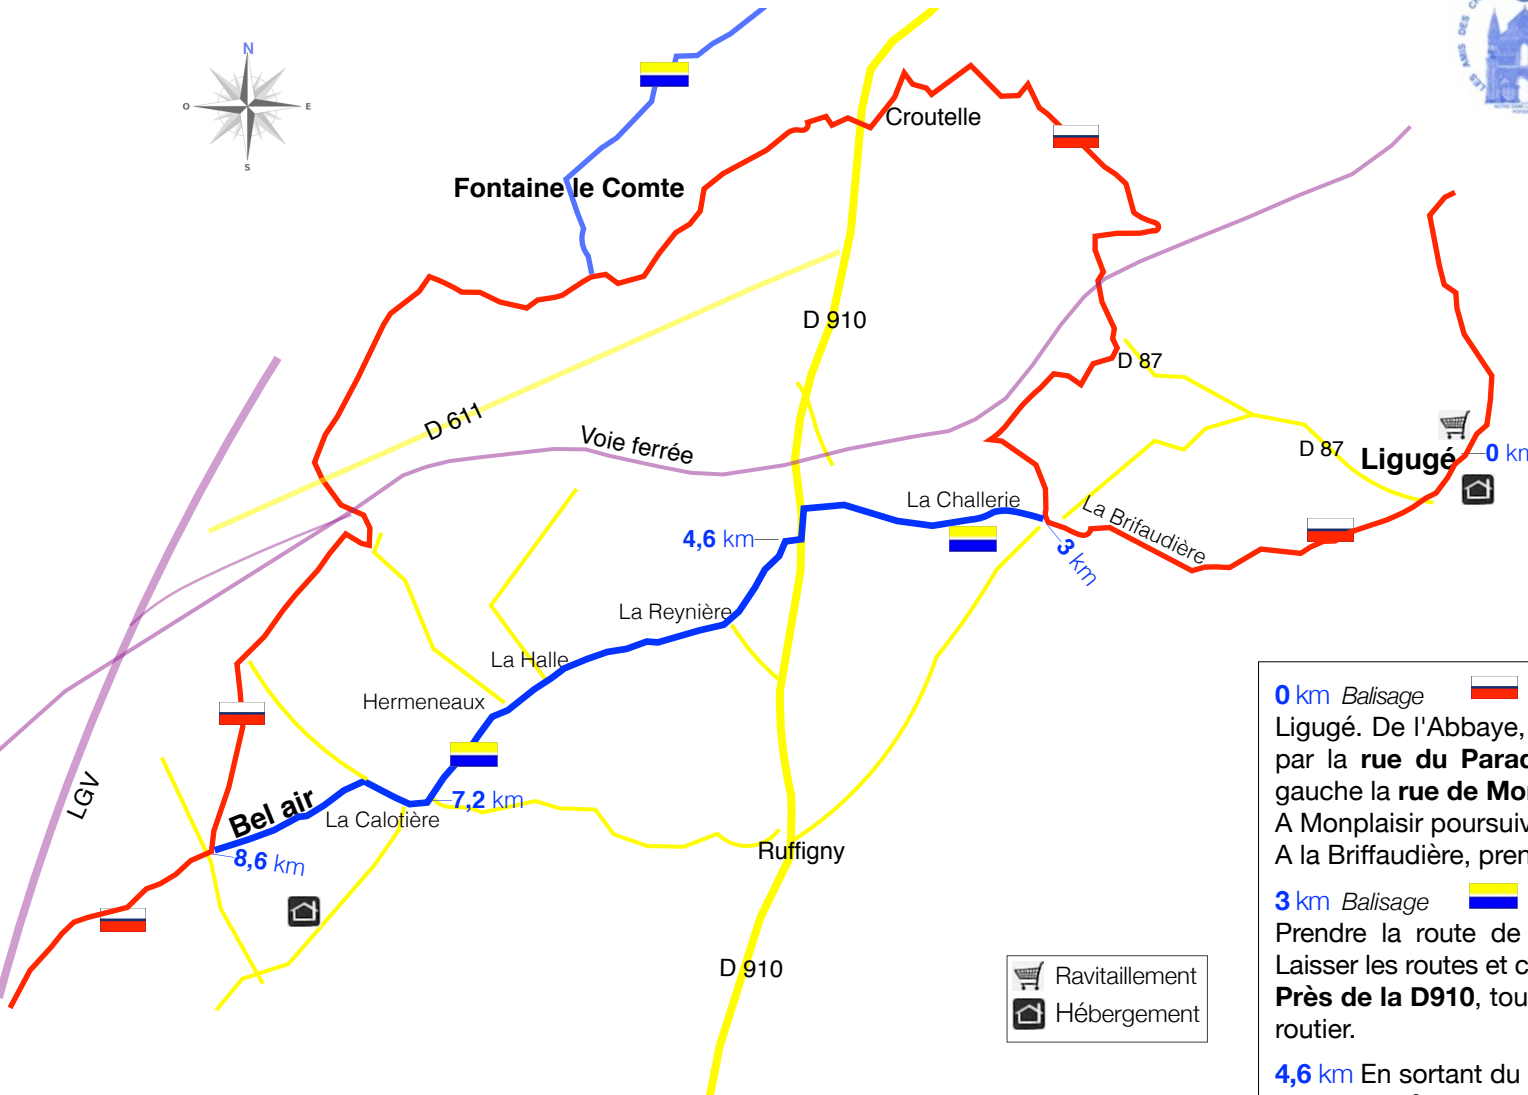 N
O
E
S
LES AMIS DES
Croutelle
Fontaine le Comte
D 910
D 87
D 611
Voie ferrée
D 87
Ligugé
0 km
La Challerie
La Brifaudière
4,6 km
3 km
La Reynière
La Halle
Hermeneaux
LGV
Bel air
7,2 km
La Calotière
8,6 km
Ruffigny
D 910
Ravitaillement
Hébergement
0 km Balisage
Ligugé. De l'Abbaye,
par la rue du Parad
gauche la rue de Mon
A Monplaisir poursuiv
A la Briffaudière, pren
3 km Balisage
Prendre la route de
Laisser les routes et c
Près de la D910, tou
routier.
4,6 km En sortant du